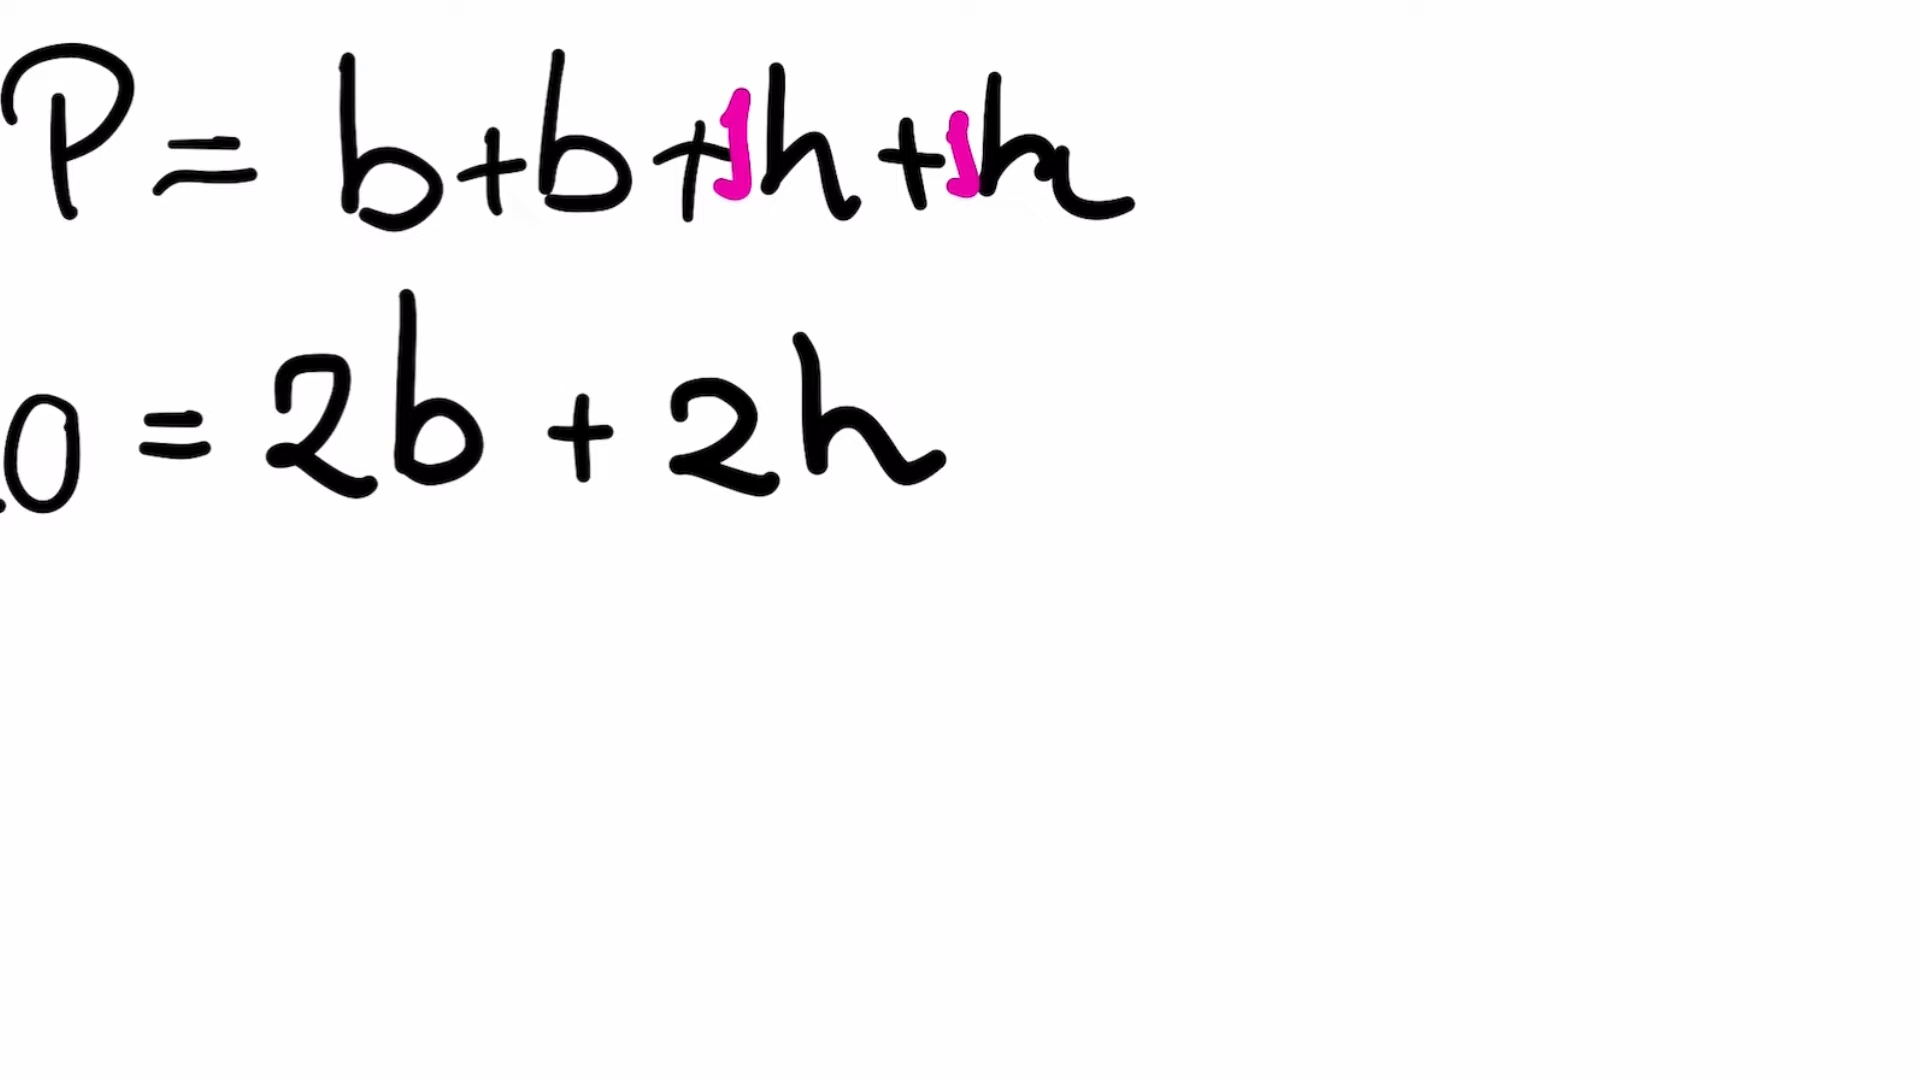 P = b + b + 1h + 1h
0 = 2b + 2h